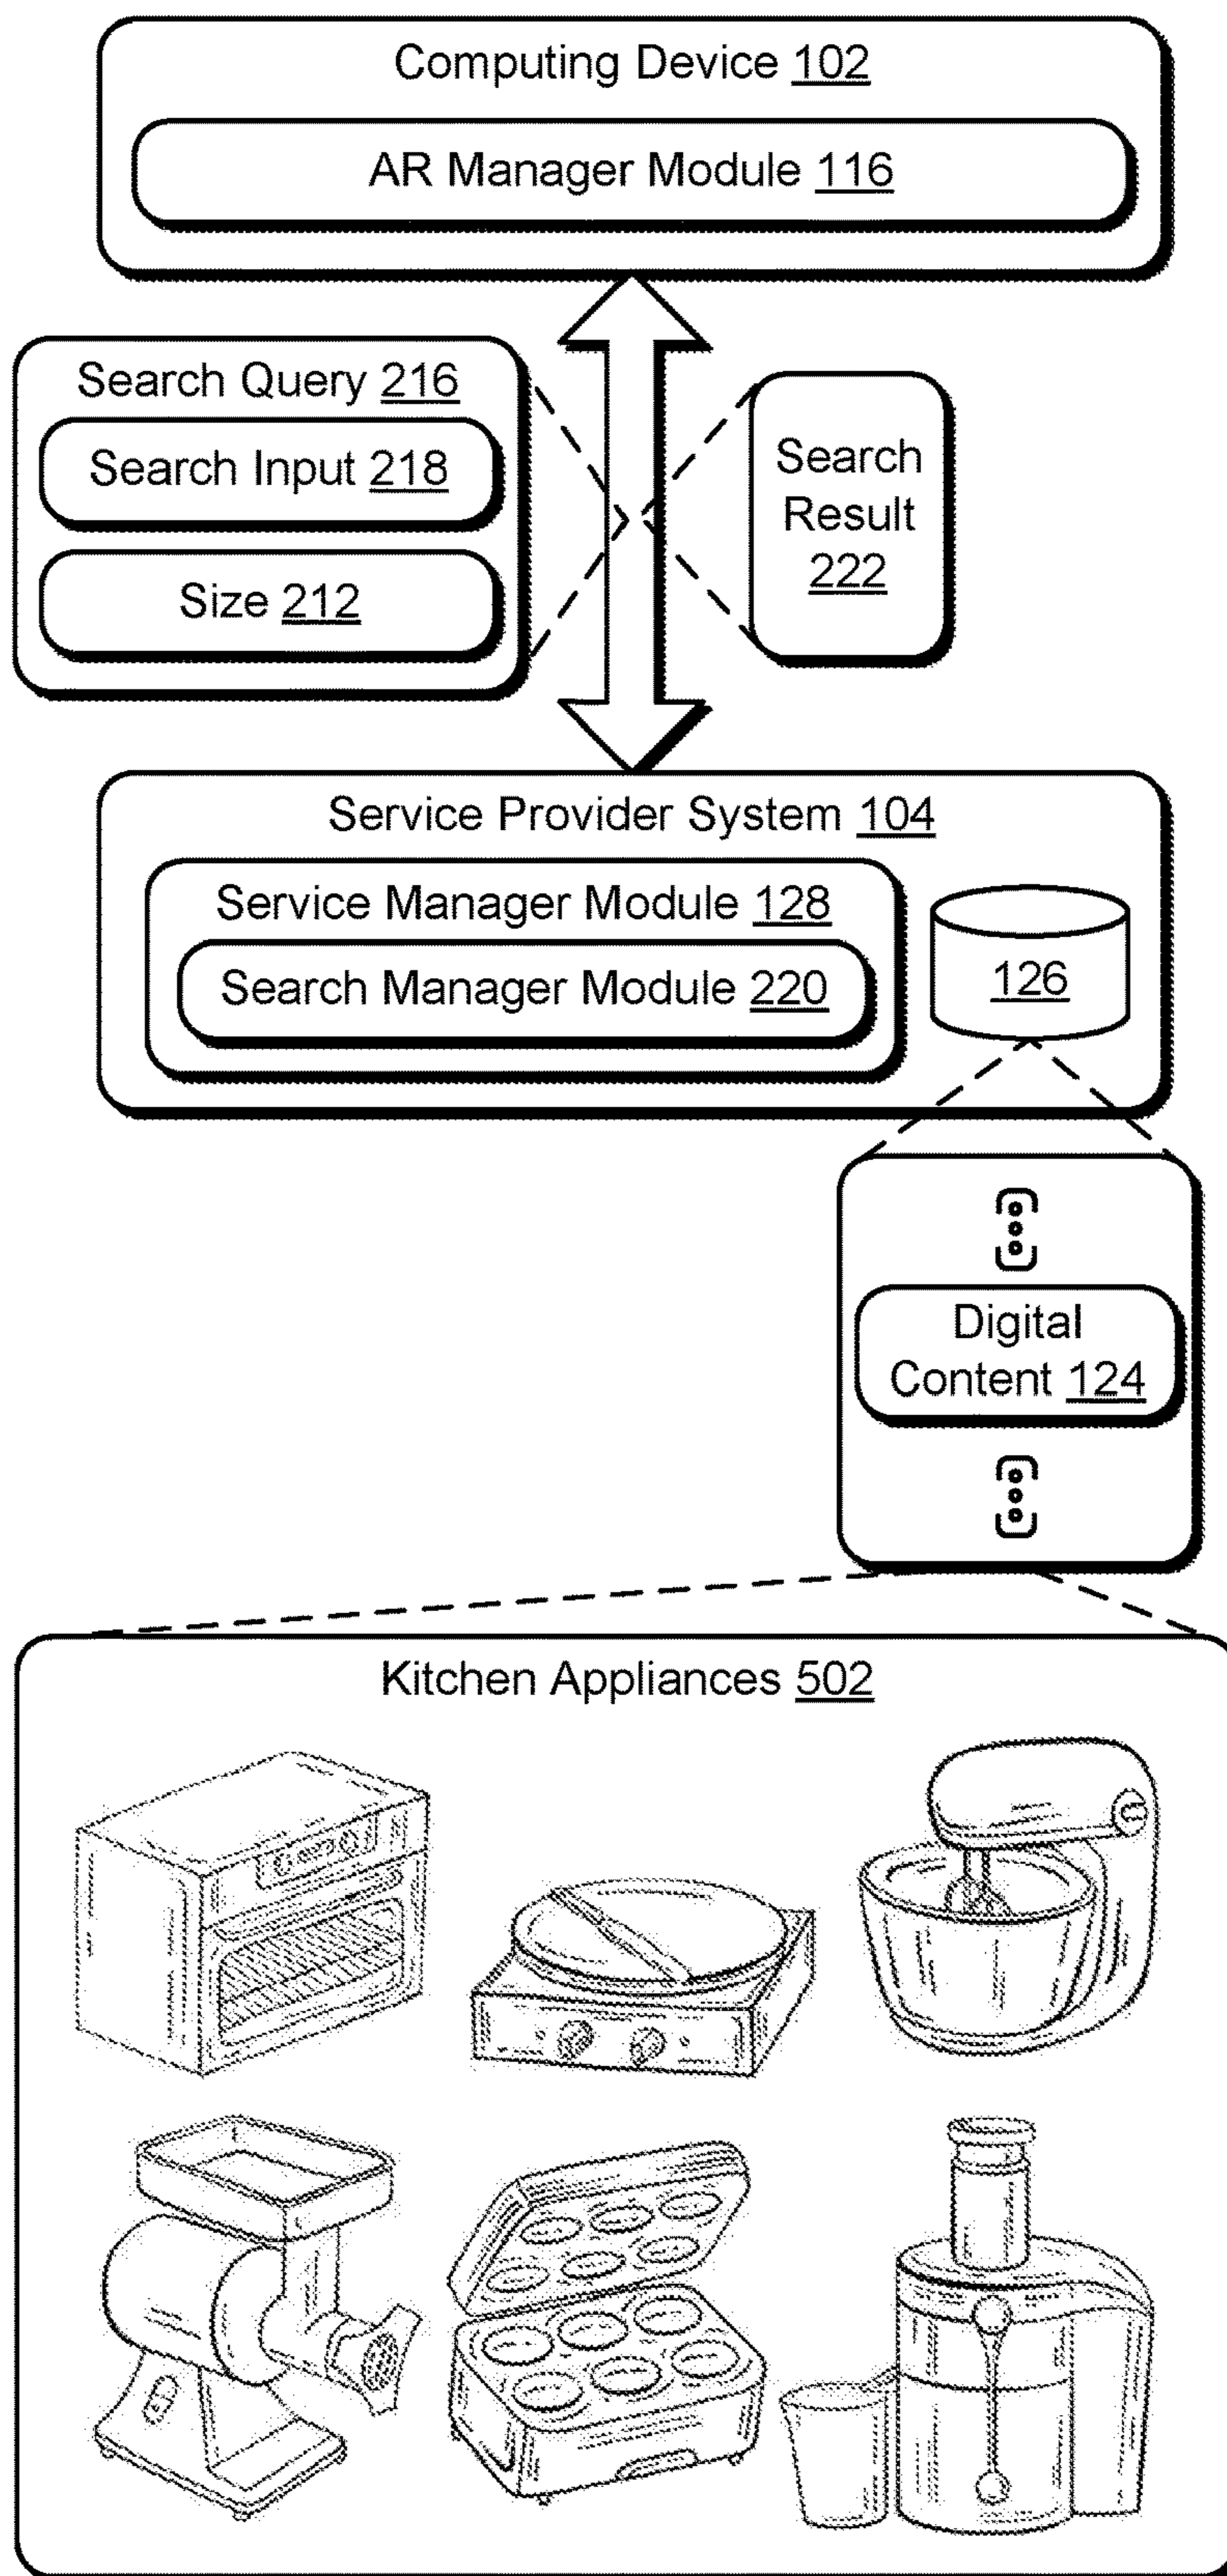 Computing Device 102
AR Manager Module 116
Search Query 216
Search Input 218
Size 212
Search
Result
222
Service Provider System 104
Service Manager Module 128
Search Manager Module 220
126
Digital
Content 124
Kitchen Appliances 502